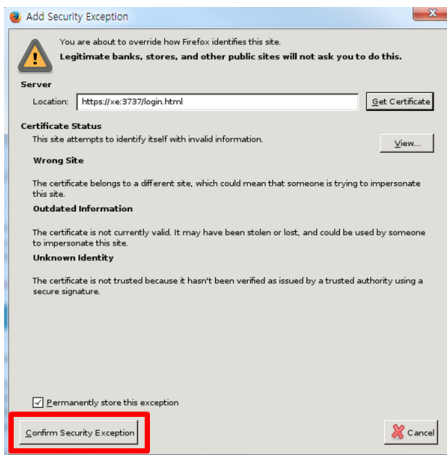 Add Security Exception
You are about to override how Firefox identifies this site.
Legitimate banks, stores, and other public sites will not ask you to do this.
Server
Location: https://xe:3737/login.html Get Certificate
Certificate Status
This site attempts to identify itself with invalid information. View...
Wrong Site
The certificate belongs to a different site, which could mean that someone is trying to impersonate
this site.
Outdated Information
The certificate is not currently valid. It may have been stolen or lost, and could be used by someone
to impersonate this site.
Unknown Identity
The certificate is not trusted because it hasn't been verified as issued by a trusted authority using a
secure signature.
Permanently store this exception
Confirm Security Exception Cancel